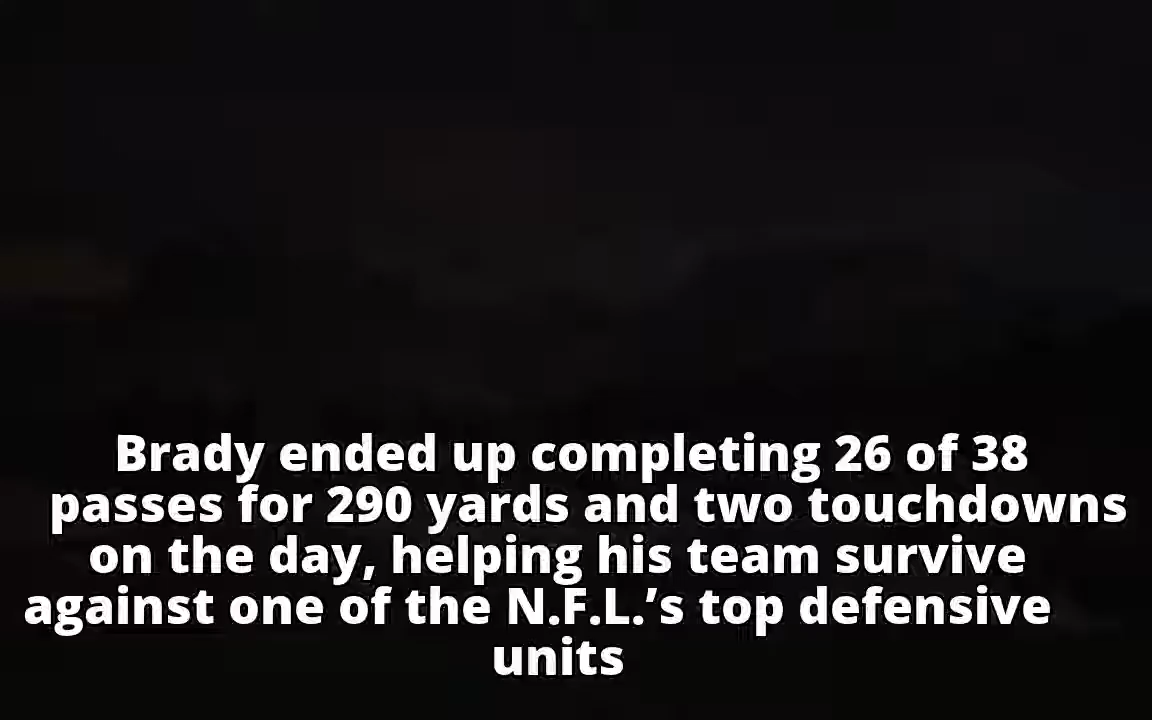 Brady ended up completing 26 of 38
passes for 290 yards and two touchdowns
on the day, helping his team survive
against one of the N.F.L.’s top defensive
units